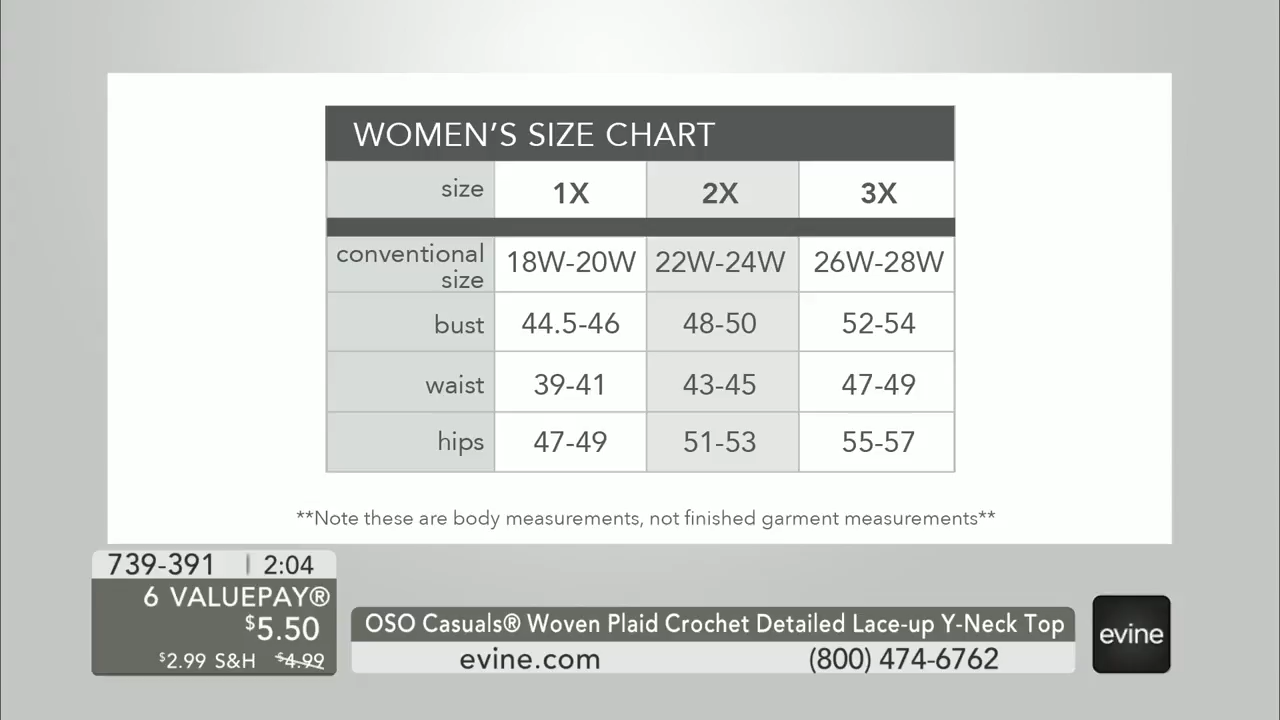 WOMEN'S SIZE CHART
size 1X 2X 3X
conventional size 18W-20W 22W-24W 26W-28W
bust 44.5-46 48-50 52-54
waist 39-41 43-45 47-49
hips 47-49 51-53 55-57
**Note these are body measurements, not finished garment measurements**
739-391 | 2:04
6 VALUEPAY®
$5.50
$2.99 S&H $4.99
OSO Casuals® Woven Plaid Crochet Detailed Lace-up Y-Neck Top
evine.com (800) 474-6762
evine